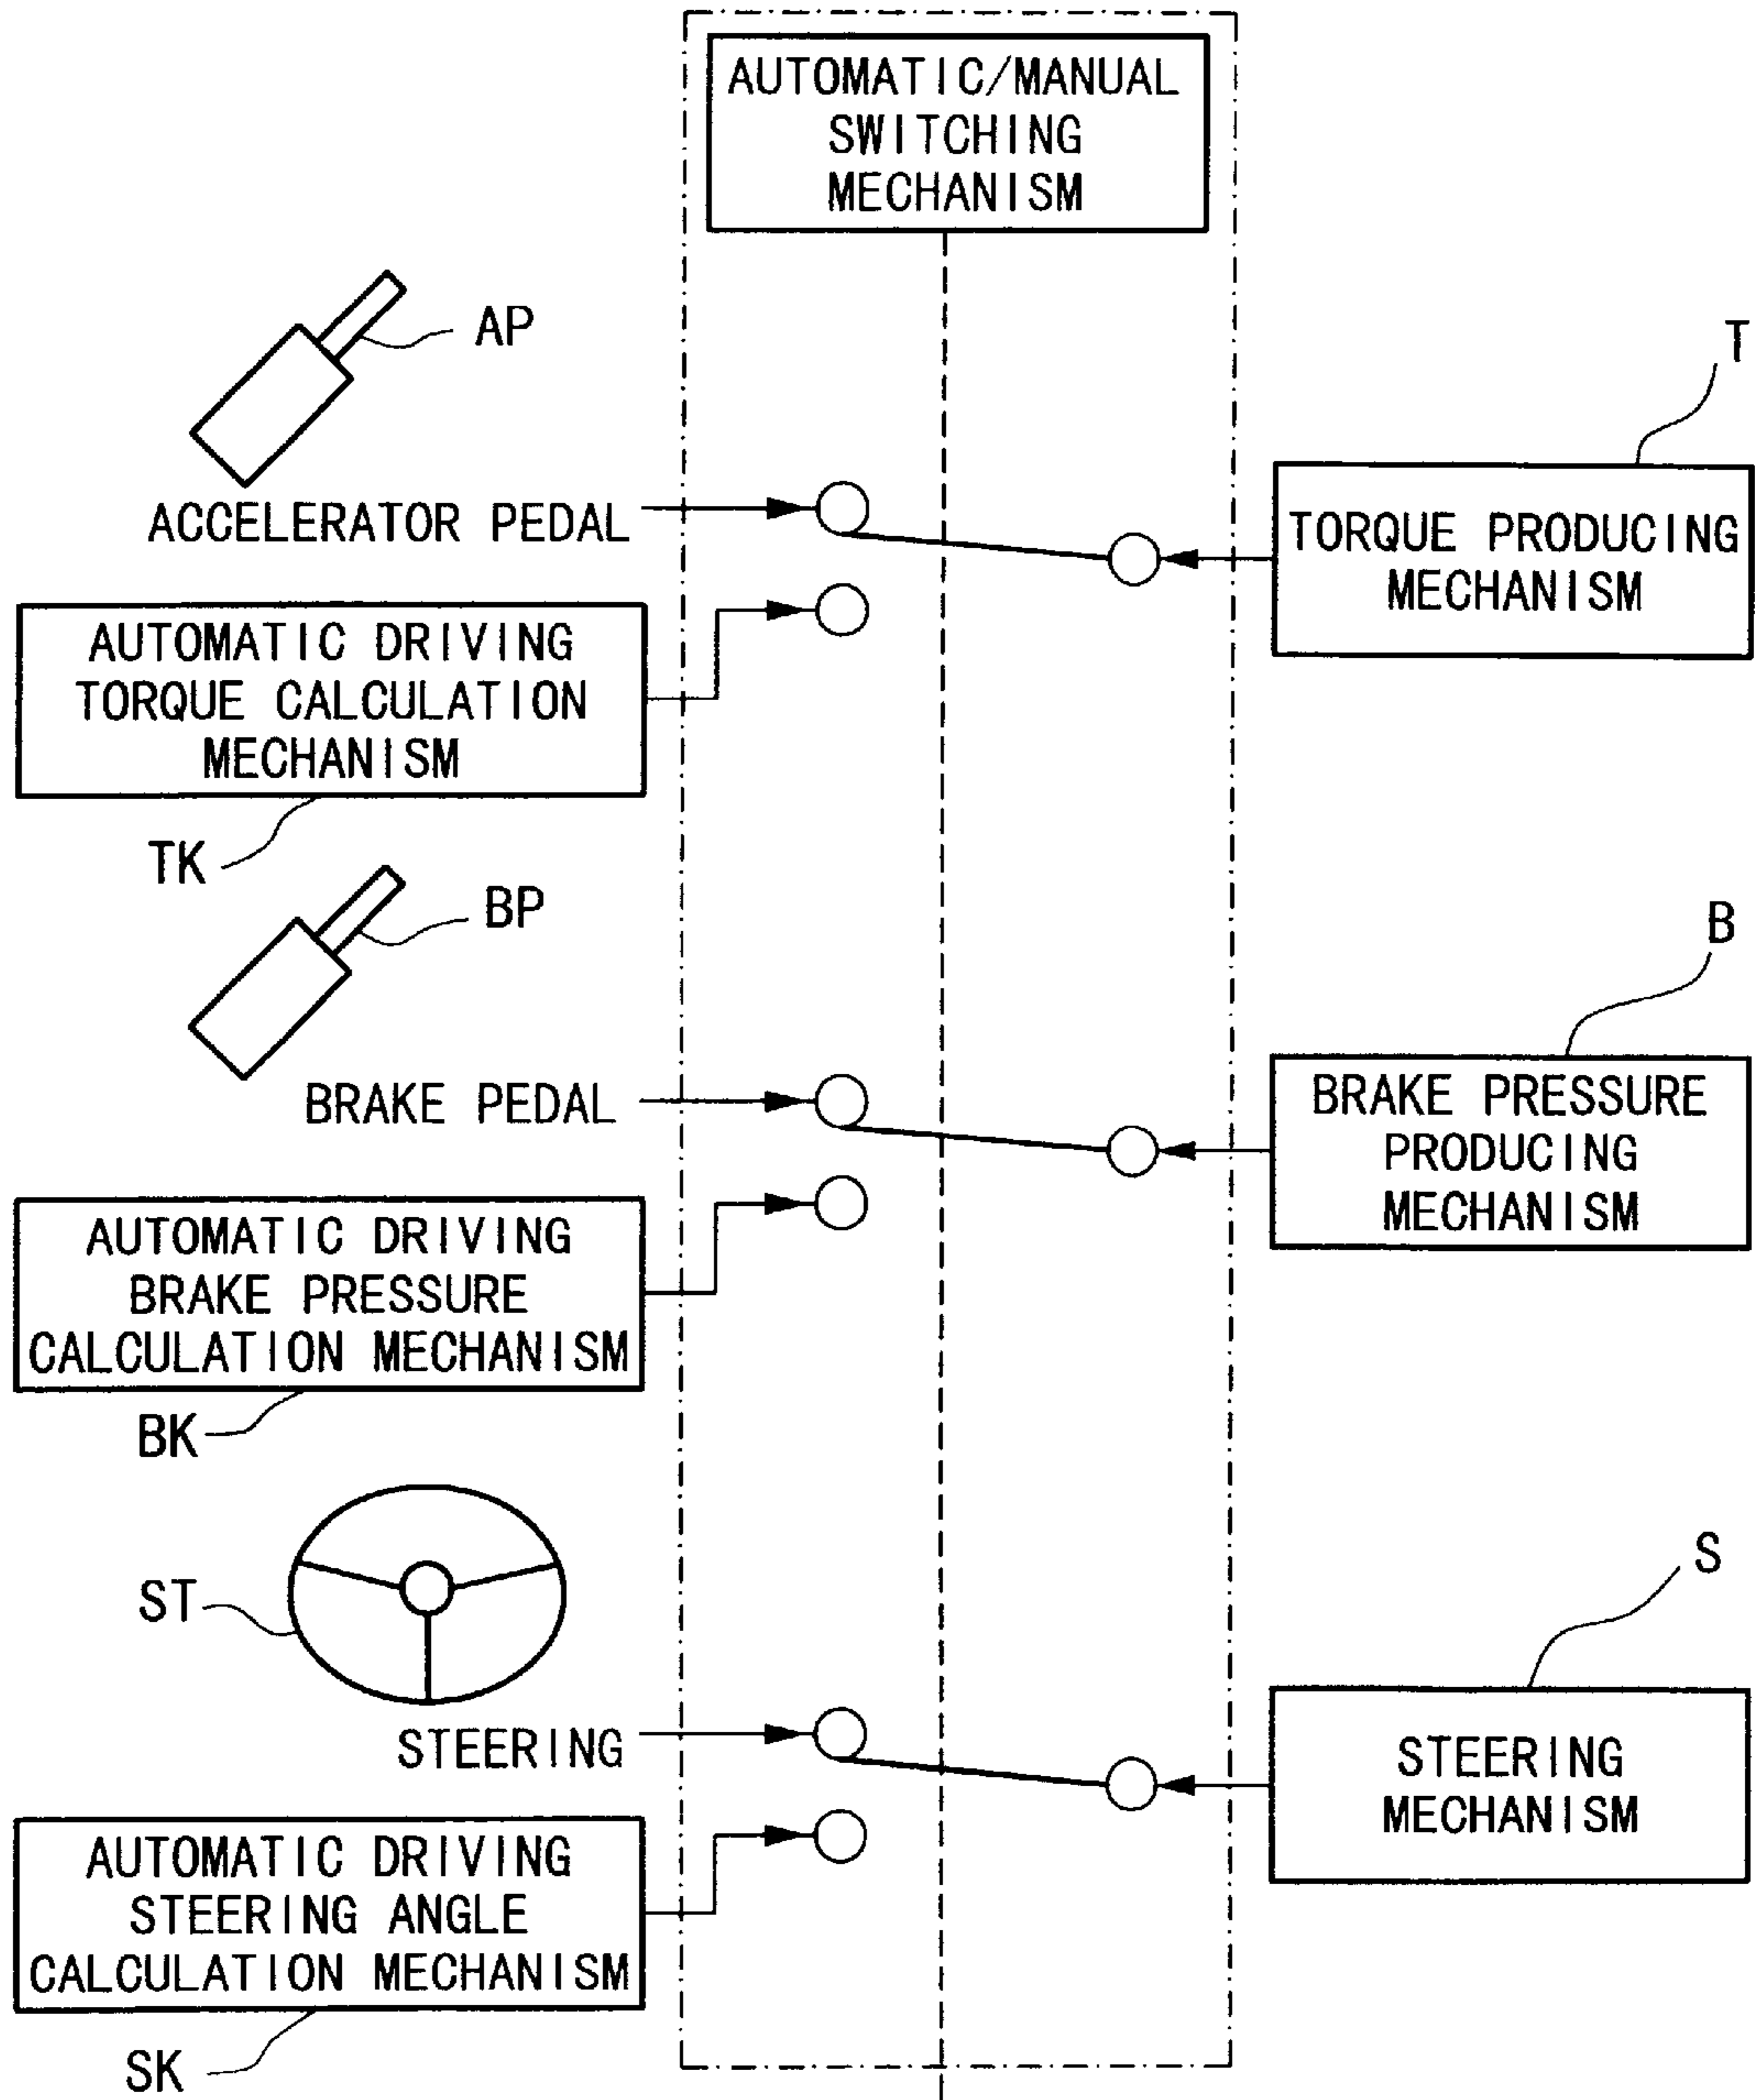 AUTOMATIC/MANUAL
SWITCHING
MECHANISM
AP
T
ACCELERATOR PEDAL
TORQUE PRODUCING
MECHANISM
AUTOMATIC DRIVING
TORQUE CALCULATION
MECHANISM
TK
BP
B
BRAKE PEDAL
BRAKE PRESSURE
PRODUCING
MECHANISM
AUTOMATIC DRIVING
BRAKE PRESSURE
CALCULATION MECHANISM
BK
ST
S
STEERING
STEERING
MECHANISM
AUTOMATIC DRIVING
STEERING ANGLE
CALCULATION MECHANISM
SK